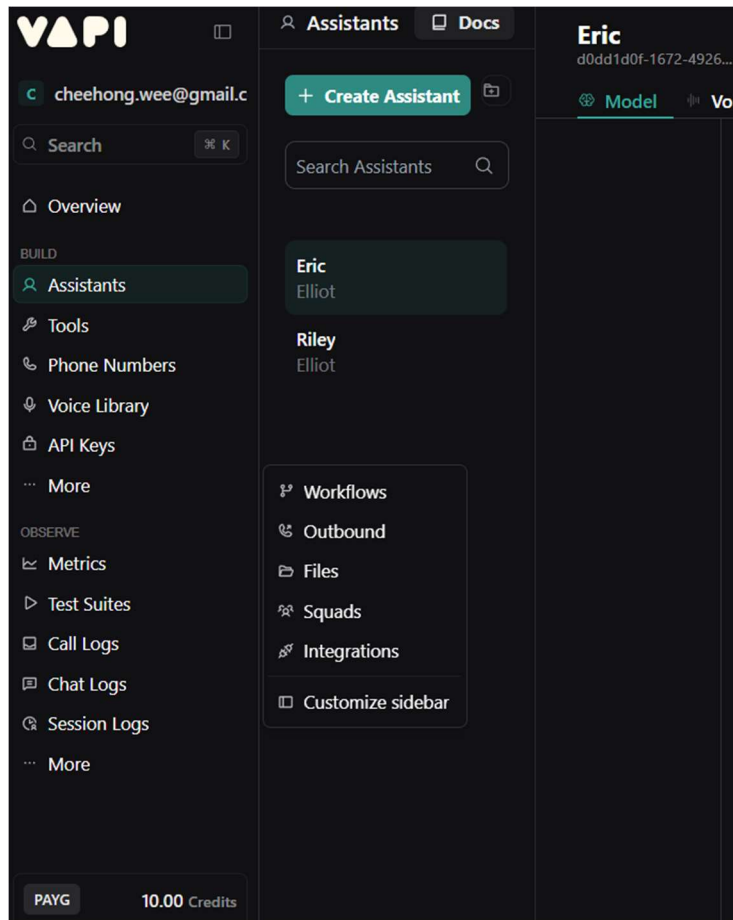 VAPI
C cheehong.wee@gmail.c
Search ⌘ K
Overview
BUILD
Assistants
Tools
Phone Numbers
Voice Library
API Keys
More
OBSERVE
Metrics
Test Suites
Call Logs
Chat Logs
Session Logs
More
PAYG 10.00 Credits
Assistants Docs
+ Create Assistant
Search Assistants
Eric
Elliot
Riley
Elliot
Workflows
Outbound
Files
Squads
Integrations
Customize sidebar
Eric
d0dd1d0f-1672-4926...
Model Vo